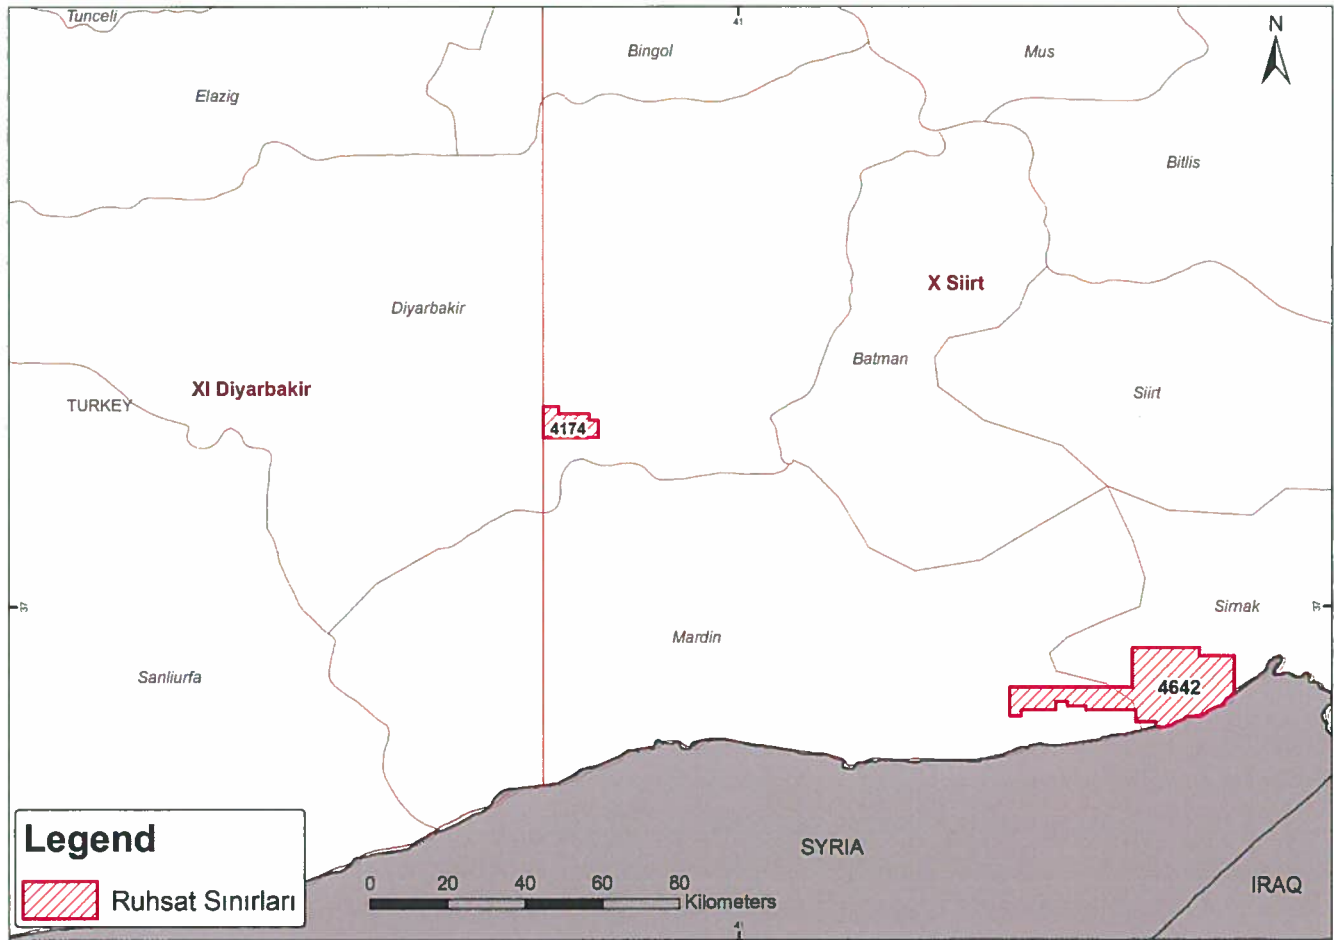 Tunceli
41
N
Bingol
Mus
Elazig
Bitlis
X Siirt
Diyarbakir
Batman
XI Diyarbakir
Siirt
TURKEY
4174
37
37
Sirnak
Mardin
Sanliurfa
4642
SYRIA
IRAQ
Legend
Ruhsat Sınırları
0 20 40 60 80
Kilometers
41